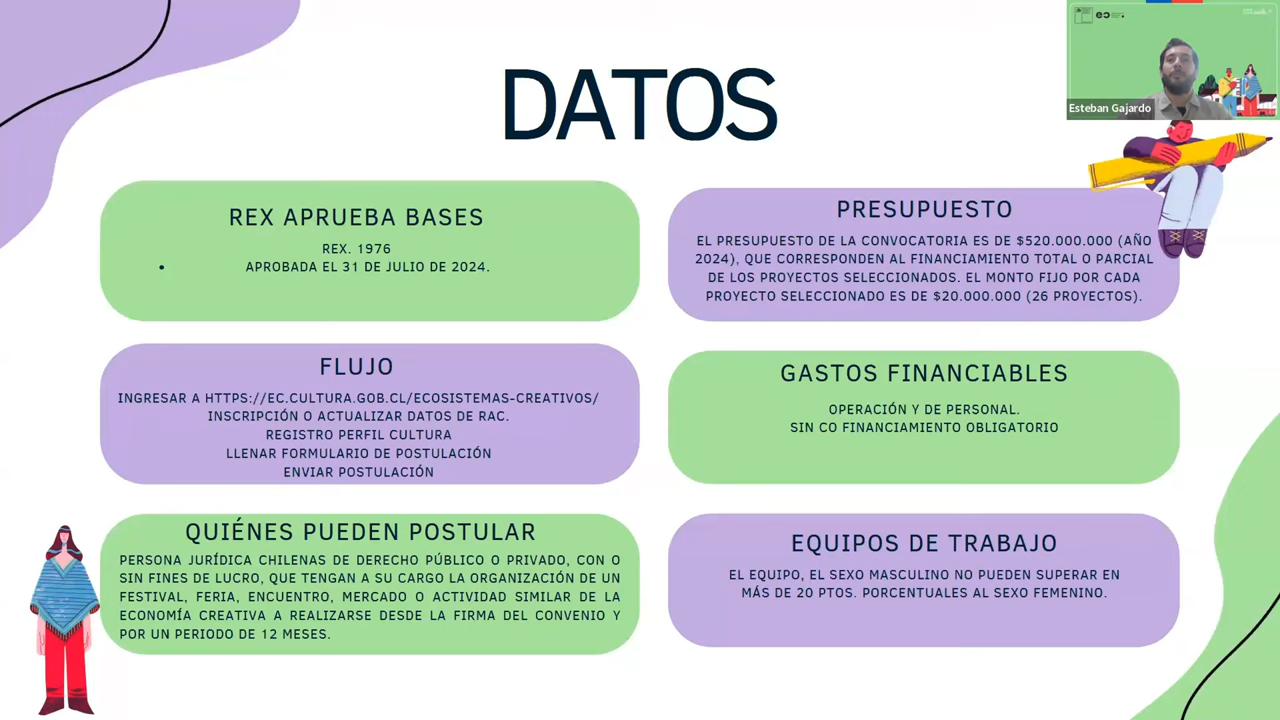 DATOS
Esteban Gajardo
REX APRUEBA BASES
REX. 1976
• APROBADA EL 31 DE JULIO DE 2024.
PRESUPUESTO
EL PRESUPUESTO DE LA CONVOCATORIA ES DE $520.000.000 (AÑO
2024), QUE CORRESPONDEN AL FINANCIAMIENTO TOTAL O PARCIAL
DE LOS PROYECTOS SELECCIONADOS. EL MONTO FIJO POR CADA
PROYECTO SELECCIONADO ES DE $20.000.000 (26 PROYECTOS).
FLUJO
INGRESAR A HTTPS://EC.CULTURA.GOB.CL/ECOSISTEMAS-CREATIVOS/
INSCRIPCIÓN O ACTUALIZAR DATOS DE RAC.
REGISTRO PERFIL CULTURA
LLENAR FORMULARIO DE POSTULACIÓN
ENVIAR POSTULACIÓN
GASTOS FINANCIABLES
OPERACIÓN Y DE PERSONAL.
SIN CO FINANCIAMIENTO OBLIGATORIO
QUIÉNES PUEDEN POSTULAR
PERSONA JURÍDICA CHILENAS DE DERECHO PÚBLICO O PRIVADO, CON O
SIN FINES DE LUCRO, QUE TENGAN A SU CARGO LA ORGANIZACIÓN DE UN
FESTIVAL, FERIA, ENCUENTRO, MERCADO O ACTIVIDAD SIMILAR DE LA
ECONOMÍA CREATIVA A REALIZARSE DESDE LA FIRMA DEL CONVENIO Y
POR UN PERIODO DE 12 MESES.
EQUIPOS DE TRABAJO
EL EQUIPO, EL SEXO MASCULINO NO PUEDEN SUPERAR EN
MÁS DE 20 PTOS. PORCENTUALES AL SEXO FEMENINO.